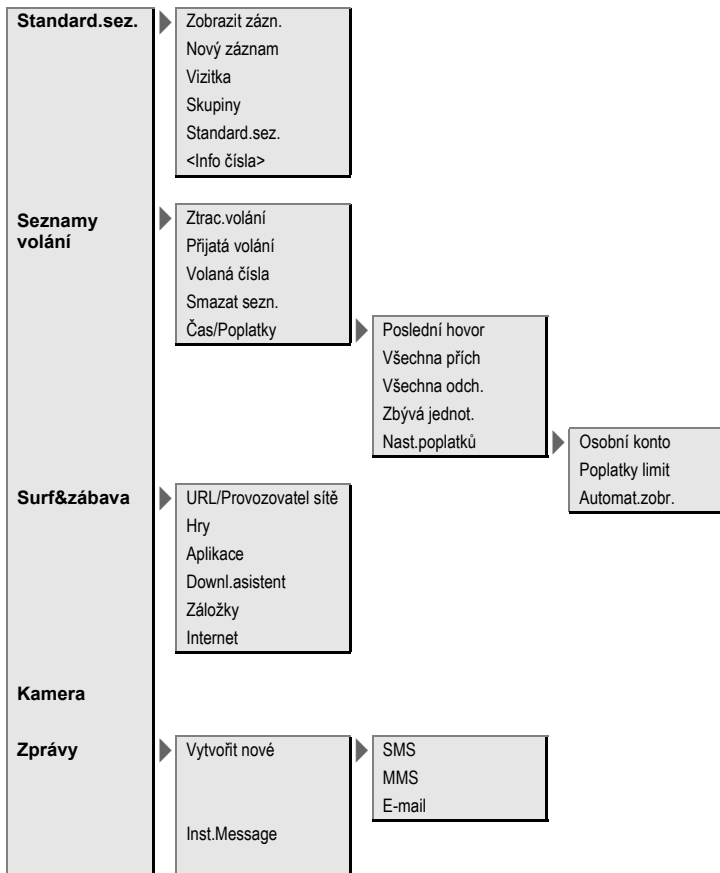 Standard.sez.
Zobrazit zázn.
Nový záznam
Vizitka
Skupiny
Standard.sez.
<Info čísla>
Seznamy
volání
Ztrac.volání
Přijatá volání
Volaná čísla
Smazat sezn.
Čas/Poplatky
Poslední hovor
Všechna přích
Všechna odch.
Zbývá jednot.
Nast.poplatků
Osobní konto
Poplatky limit
Automat.zobr.
Surf&zábava
URL/Provozovatel sítě
Hry
Aplikace
Downl.asistent
Záložky
Internet
Kamera
Zprávy
Vytvořit nové
SMS
MMS
E-mail
Inst.Message